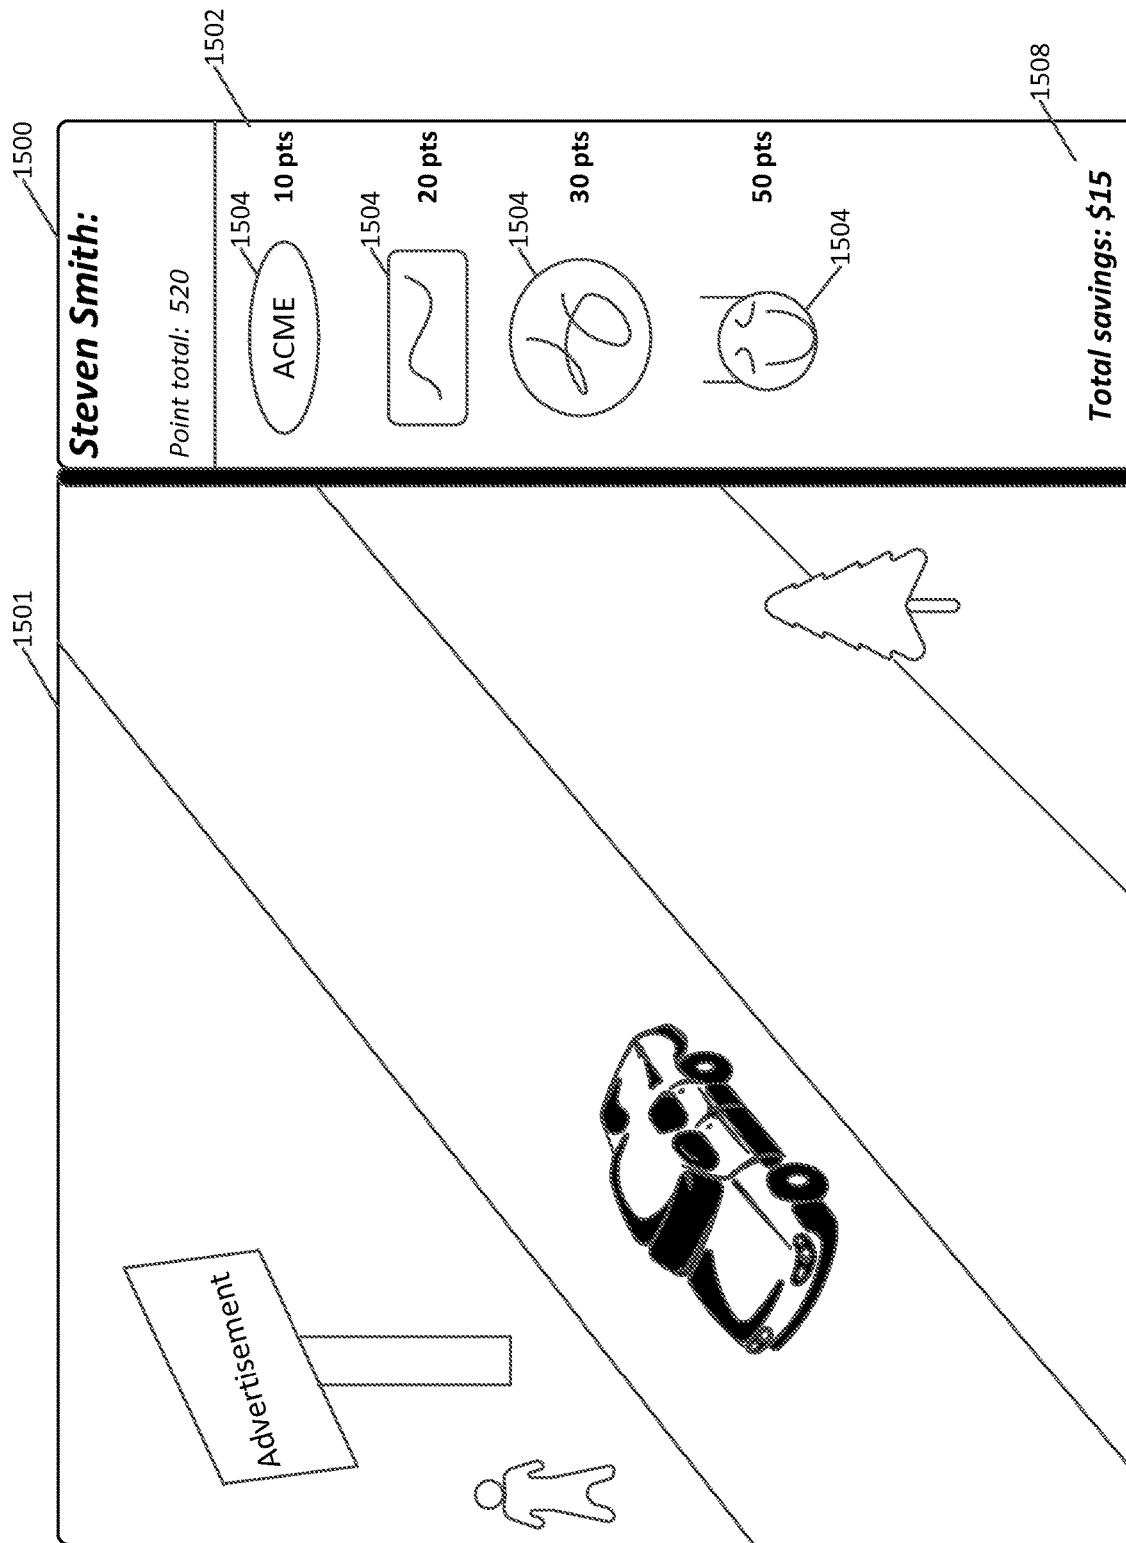 1500
1501
1502
Steven Smith:
Point total: 520
1504
ACME
10 pts
1504
20 pts
1504
30 pts
1504
50 pts
1508
Total savings: $15
Advertisement